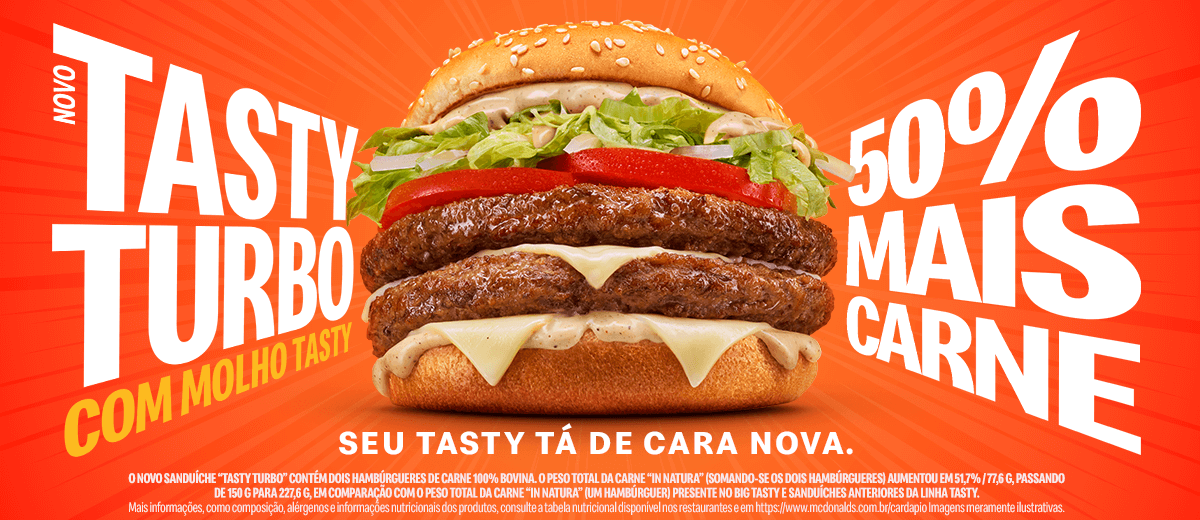 NOVO
TASTY
TURBO
COM MOLHO TASTY
50%
MAIS
CARNE
SEU TASTY TÁ DE CARA NOVA.
O NOVO SANDUÍCHE “TASTY TURBO” CONTÉM DOIS HAMBÚRGUERES DE CARNE 100% BOVINA. O PESO TOTAL DA CARNE “IN NATURA” (SOMANDO-SE OS DOIS HAMBÚRGUERES) AUMENTOU EM 51,7% / 77,6 G, PASSANDO
DE 150 G PARA 227,6 G, EM COMPARAÇÃO COM O PESO TOTAL DA CARNE “IN NATURA” (UM HAMBÚRGUER) PRESENTE NO BIG TASTY E SANDUÍCHES ANTERIORES DA LINHA TASTY.
Mais informações, como composição, alérgenos e informações nutricionais dos produtos, consulte a tabela nutricional disponível nos restaurantes e em https://www.mcdonalds.com.br/cardapio Imagens meramente ilustrativas.